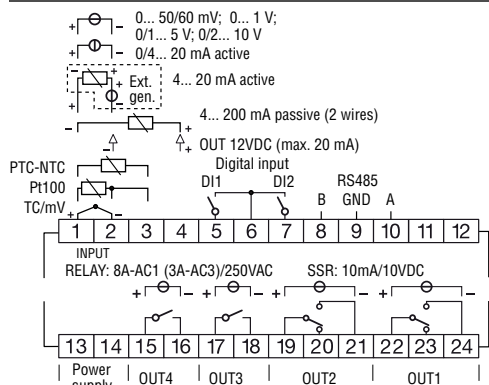 0... 50/60 mV; 0... 1 V;
0/1... 5 V; 0/2... 10 V
0/4... 20 mA active
Ext.
gen.
4... 20 mA active
4... 200 mA passive (2 wires)
OUT 12VDC (max. 20 mA)
Digital input
PTC-NTC
Pt100
TC/mV
DI1 DI2
RS485
B GND A
1 2 3 4 5 6 7 8 9 10 11 12
INPUT
RELAY: 8A-AC1 (3A-AC3)/250VAC SSR: 10mA/10VDC
13 14 15 16 17 18 19 20 21 22 23 24
Power
supply
OUT4 OUT3 OUT2 OUT1